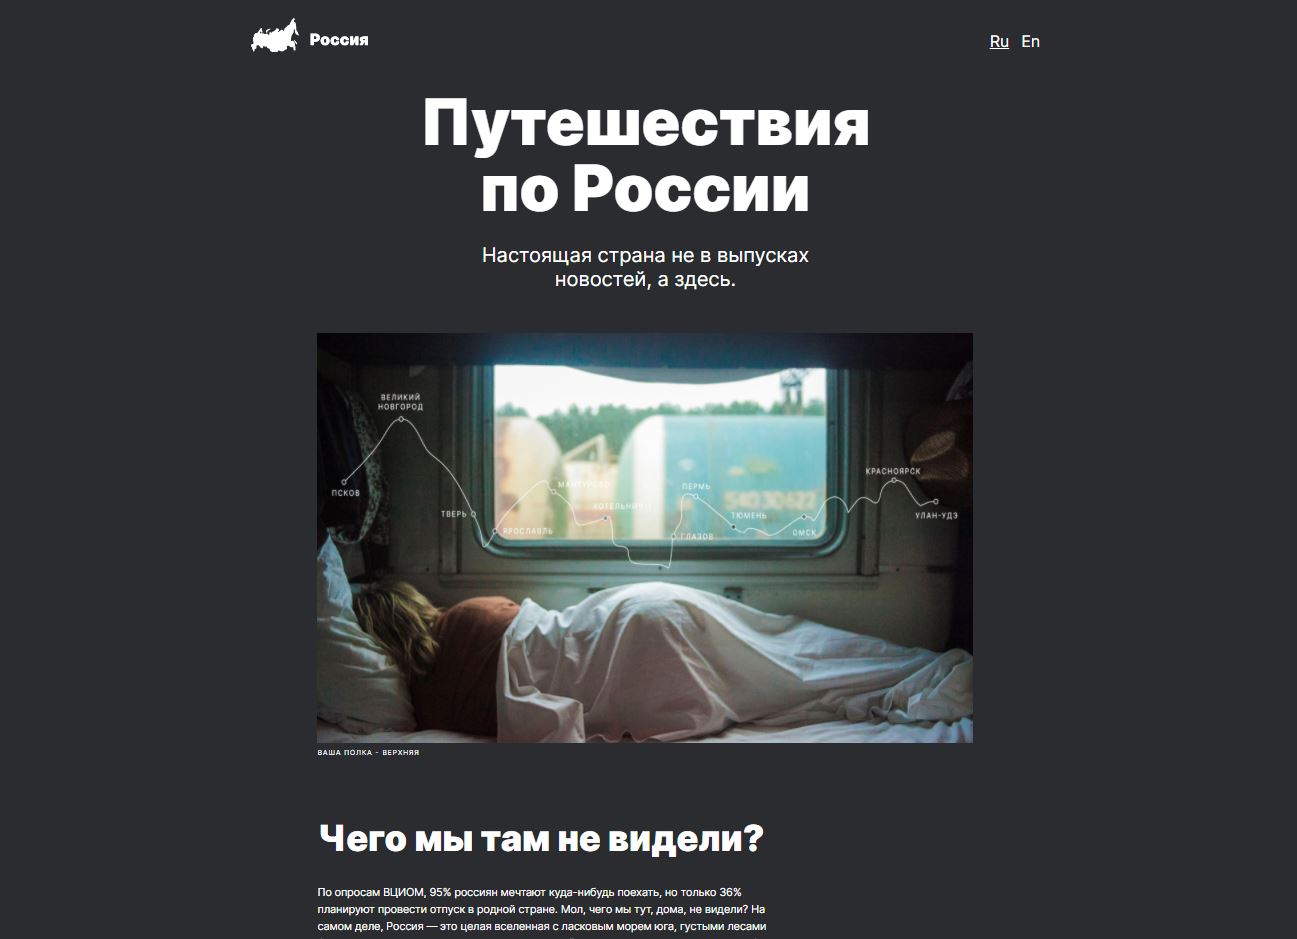 Россия
Ru En
Путешествия
по России
Настоящая страна не в выпусках
новостей, а здесь.
ВЕЛИКИЙ
НОВГОРОД
ПСКОВ
ТВЕРЬ
ЯРОСЛАВЛЬ
МАНТУРОВО
КОТЕЛЬНИЧ
ГЛАЗОВ
ПЕРМЬ
ТЮМЕНЬ
ОМСК
КРАСНОЯРСК
УЛАН-УДЭ
ВАША ПОЛКА - ВЕРХНЯЯ
Чего мы там не видели?
По опросам ВЦИОМ, 95% россиян мечтают куда-нибудь поехать, но только 36%
планируют провести отпуск в родной стране. Мол, чего мы тут, дома, не видели? На
самом деле, Россия — это целая вселенная с ласковым морем юга, густыми лесами